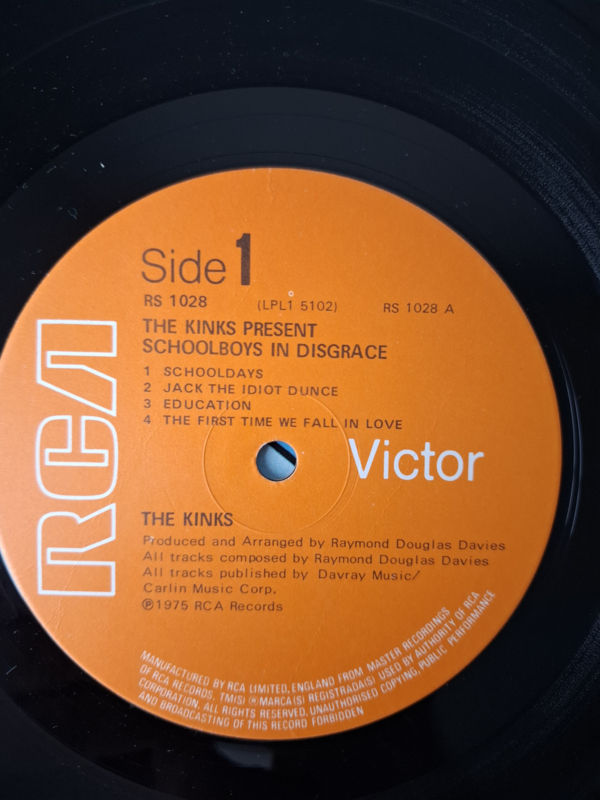 Side 1
RS 1028 (LPL1 5102) RS 1028 A
THE KINKS PRESENT
SCHOOLBOYS IN DISGRACE
1 SCHOOLDAYS
2 JACK THE IDIOT DUNCE
3 EDUCATION
4 THE FIRST TIME WE FALL IN LOVE
RCA
Victor
THE KINKS
Produced and Arranged by Raymond Douglas Davies
All tracks composed by Raymond Douglas Davies
All tracks published by Davray Music/
Carlin Music Corp.
℗1975 RCA Records
MANUFACTURED BY RCA LIMITED, ENGLAND FROM MASTER RECORDINGS
OF RCA RECORDS. TM(S) ® MARCA(S) REGISTRADA(S) USED BY AUTHORITY OF RCA
CORPORATION. ALL RIGHTS RESERVED. UNAUTHORISED COPYING, PUBLIC PERFORMANCE
AND BROADCASTING OF THIS RECORD FORBIDDEN